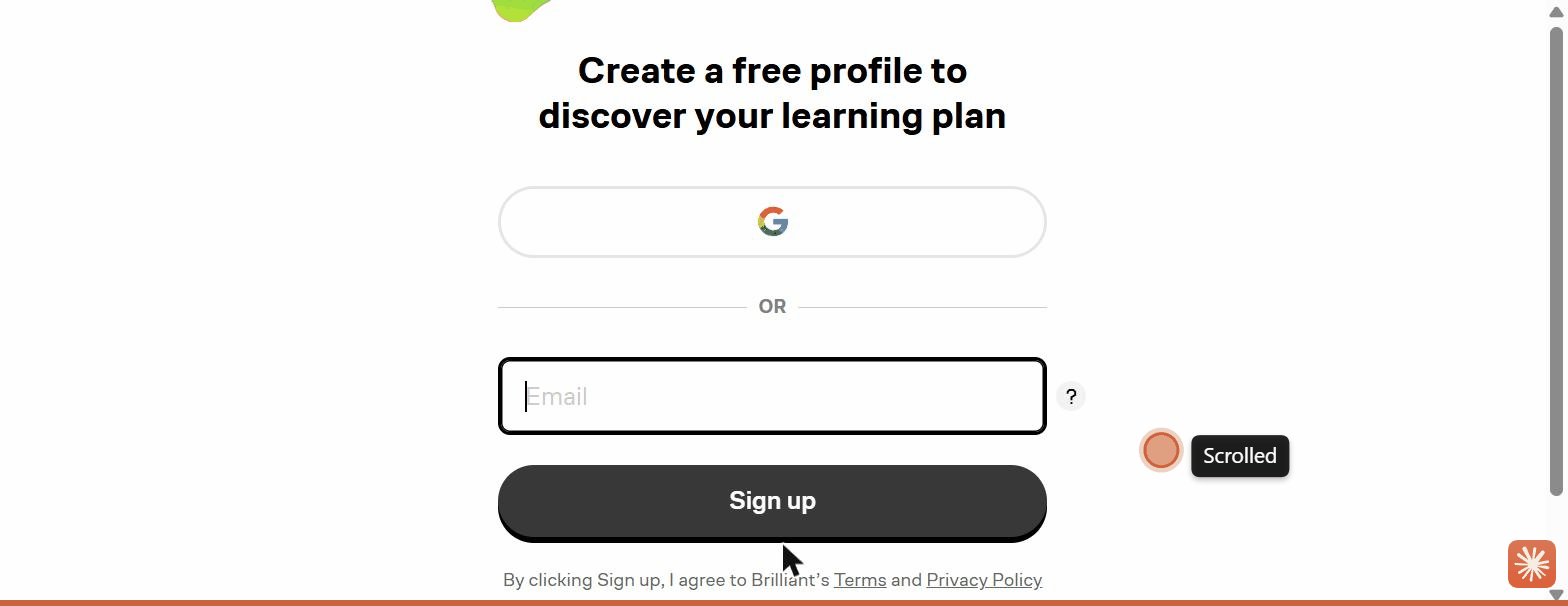 Create a free profile to
discover your learning plan
OR
Email
?
Scrolled
Sign up
By clicking Sign up, I agree to Brilliant's Terms and Privacy Policy